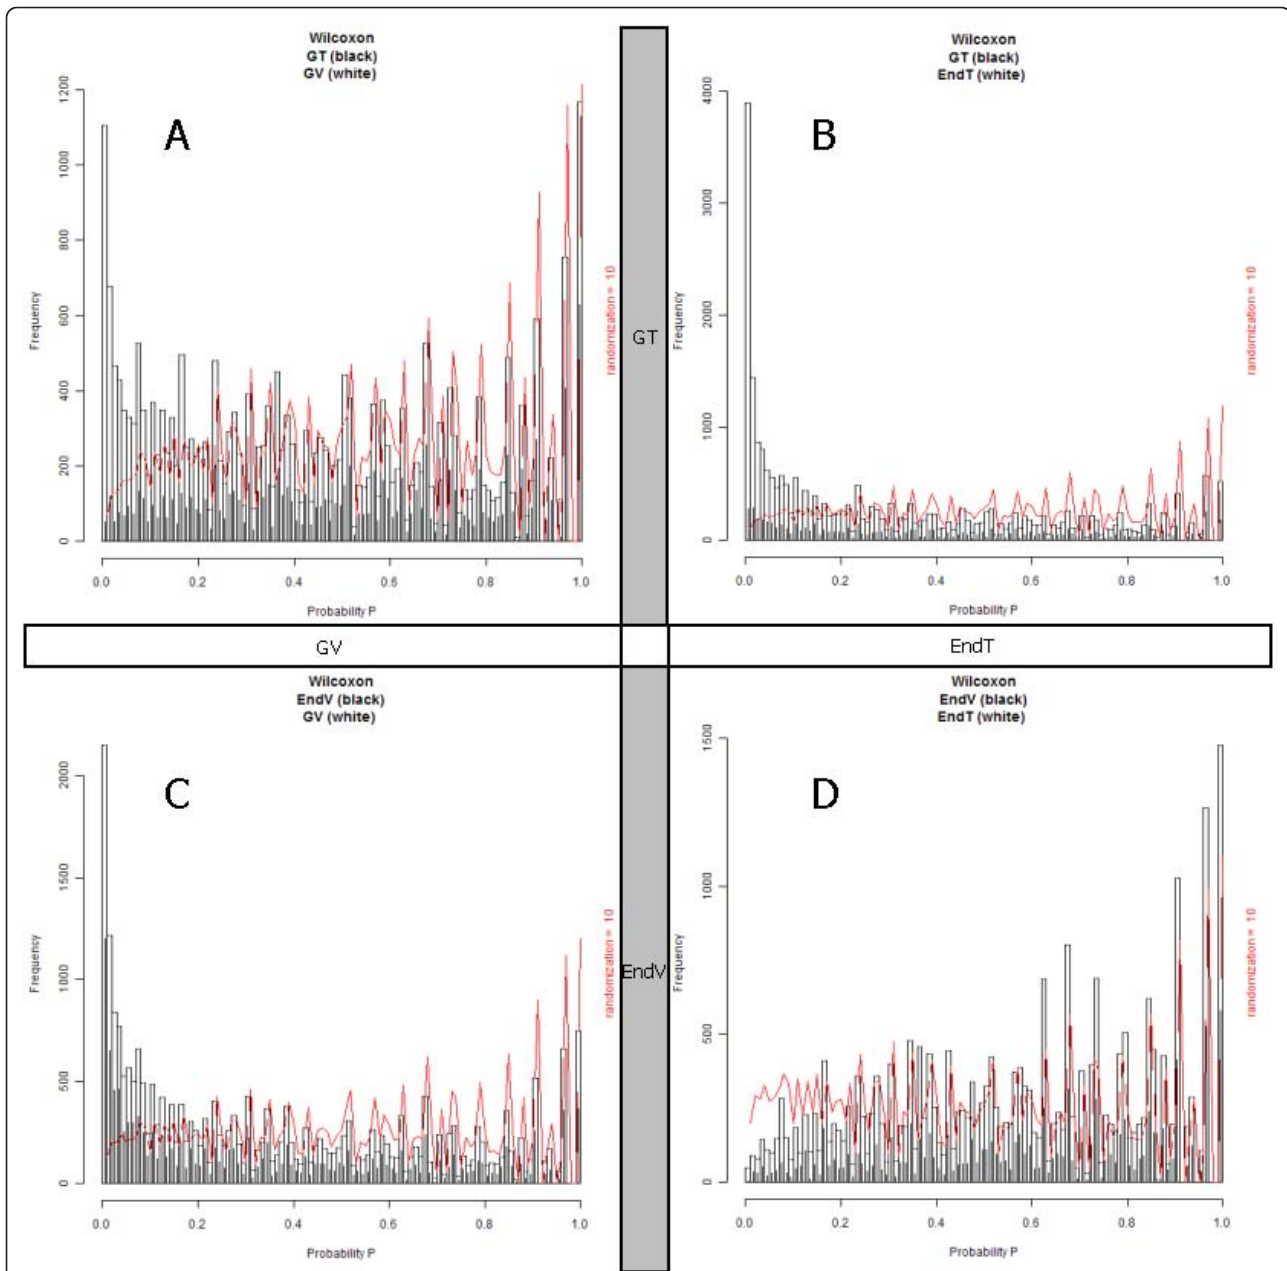 Wilcoxon
GT (black)
GV (white)
A
Frequency
0
200
400
600
800
1000
1200
0.0 0.2 0.4 0.6 0.8 1.0
Probability P
randomization = 10
GT
Wilcoxon
GT (black)
EndT (white)
B
Frequency
0
1000
2000
3000
4000
0.0 0.2 0.4 0.6 0.8 1.0
Probability P
randomization = 10
GV
EndT
Wilcoxon
EndV (black)
GV (white)
C
Frequency
0
500
1000
1500
2000
0.0 0.2 0.4 0.6 0.8 1.0
Probability P
randomization = 10
EndV
Wilcoxon
EndV (black)
EndT (white)
D
Frequency
0
500
1000
1500
0.0 0.2 0.4 0.6 0.8 1.0
Probability P
randomization = 10